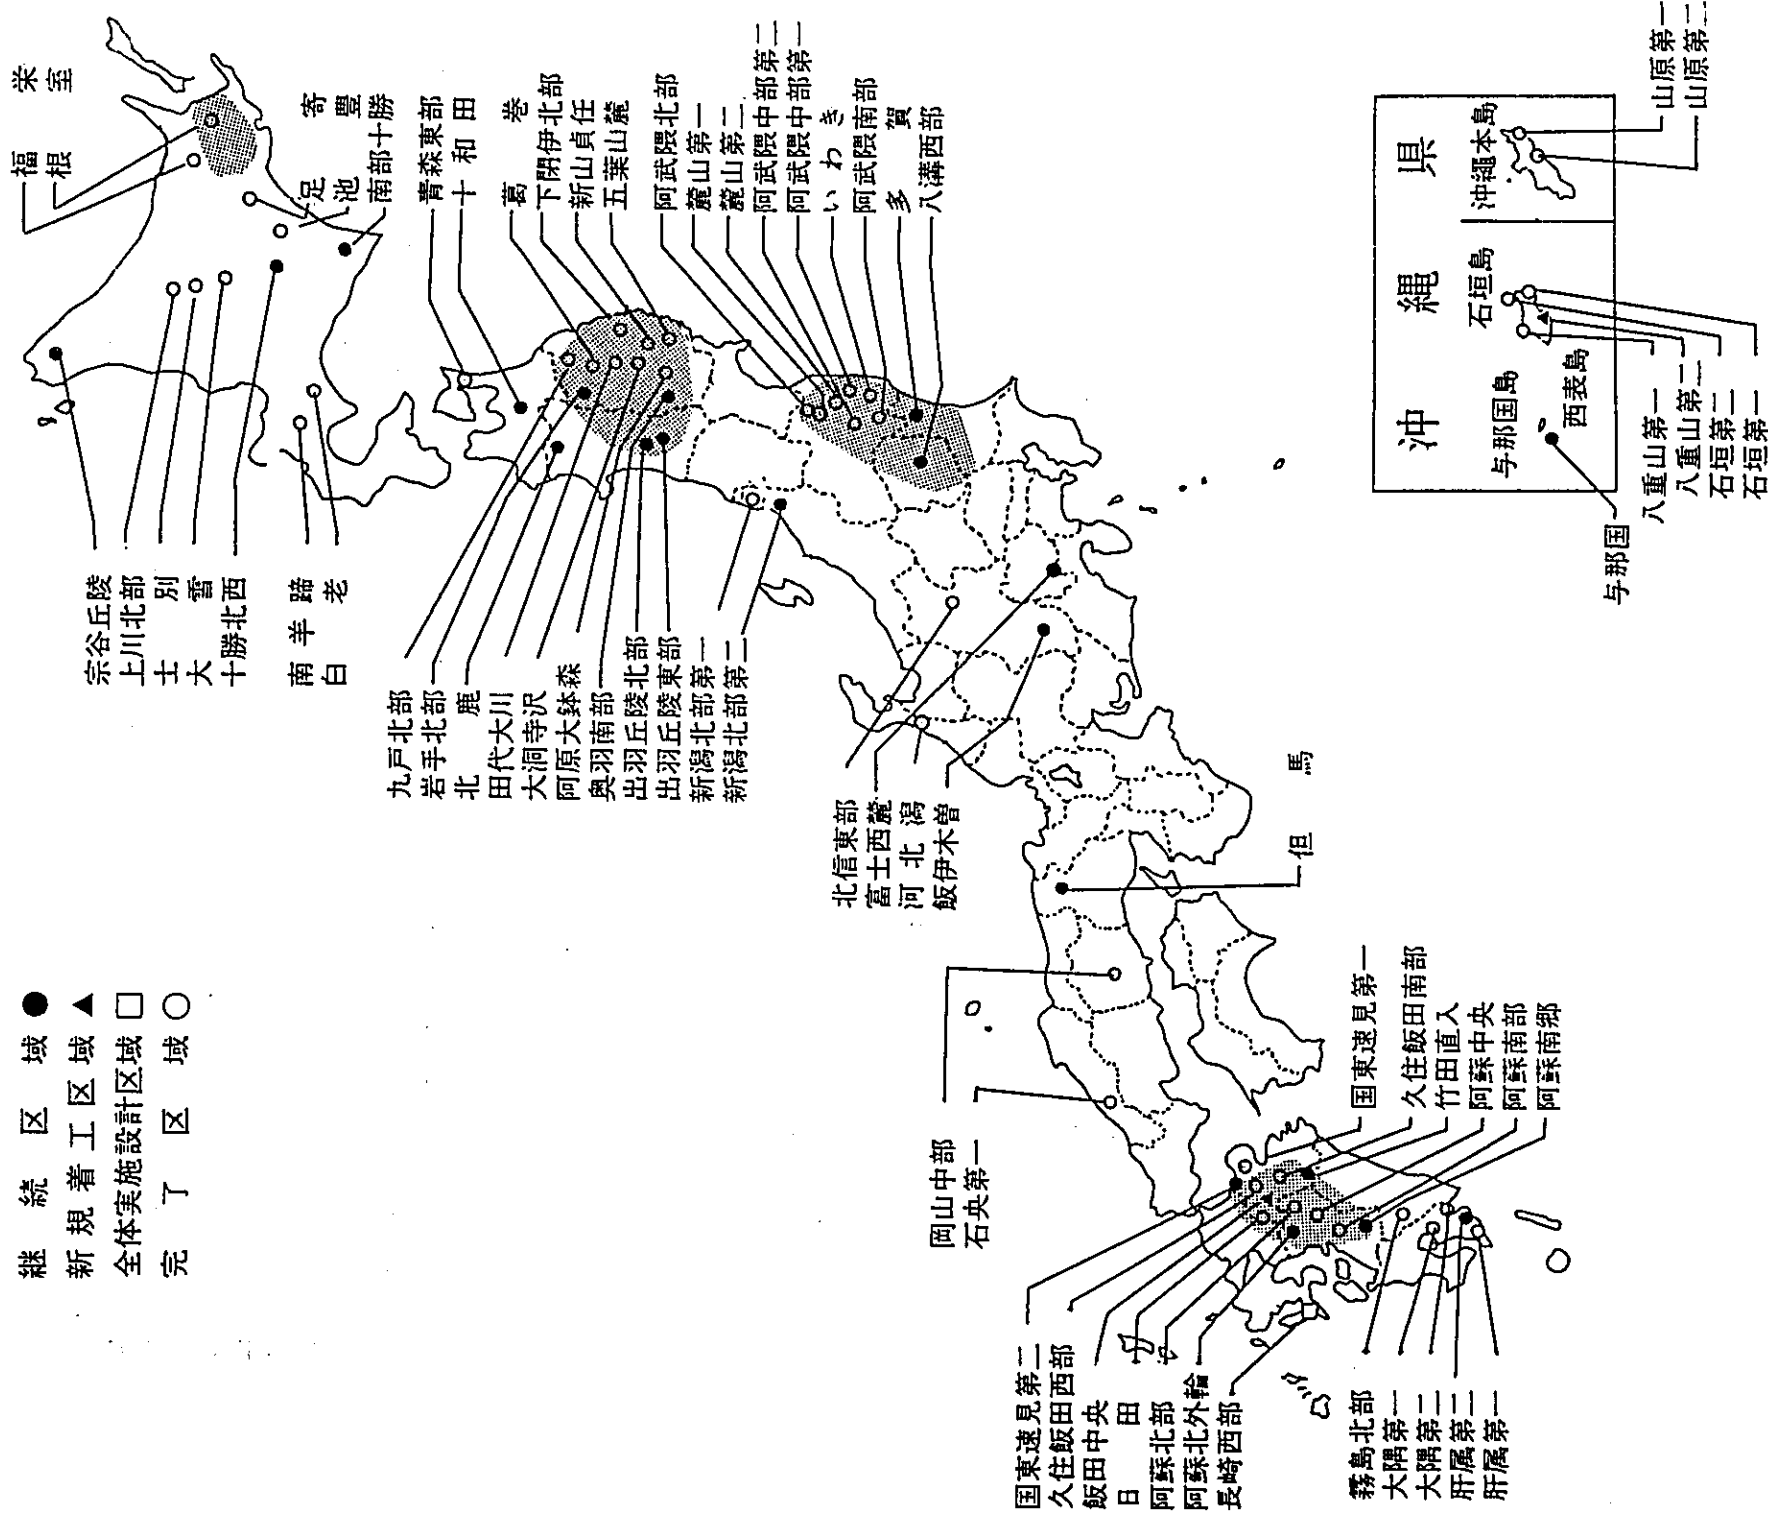 継続区域 ●
新規着工区域 ▲
全体実施設計区域 □
完了区域 ○
福栄
根室
足寄
池豊
南部十勝
宗谷丘陵
上川北部
士別
大雪
十勝北西
南羊蹄
白老
青森東部
十和田
葛巻
下閉伊北部
新山貞任
五葉山麓
阿武隈北部
麓山第一
麓山第二
阿武隈中部第二
阿武隈中部第一
いわき
阿武隈南部
多賀
八溝西部
九戸北部
岩手北部
北鹿
田代大川
大洞寺沢
阿原大鉢森
奥羽南部
出羽丘陵北部
出羽丘陵東部
新潟北部第一
新潟北部第二
北信東部
富士西麓
河北潟
飯伊木曽
但馬
岡山中部
石央第一
国東速見第一
久住飯田南部
竹田直入
阿蘇中央
阿蘇南部
阿蘇南郷
国東速見第二
久住飯田西部
飯田中央
日田
阿蘇北部
阿蘇北外輪
長崎西部
霧島北部
大隅第一
大隅第二
肝属第二
肝属第一
沖縄県
与那国島
西表島
石垣島
沖縄本島
与那国
八重山第一
八重山第二
石垣第二
石垣第一
山原第一
山原第二